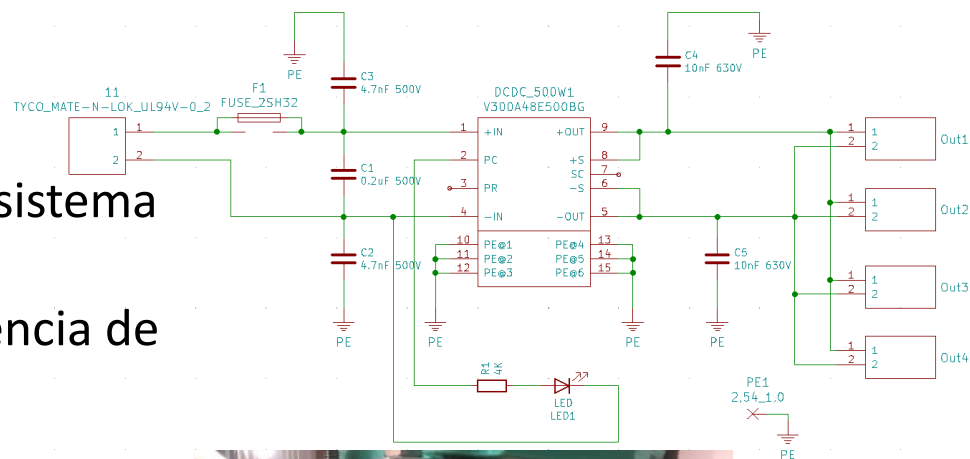 PE
C3
4.7nF 500V
C4
10nF 630V
PE
11
TYCO_MATE-N-LOK_UL94V-0_2
F1
FUSE_2SH32
DCDC_500W1
V300A48E500BG
1 1
2 2
1 +IN
2 PC
3 PR
4 -IN
+OUT 9
+S 8
SC 7
-S 6
-OUT 5
10 PE@1
11 PE@2
12 PE@3
PE@4 13
PE@5 14
PE@6 15
C1
0.2uF 500V
sistema
C2
4.7nF 500V
C5
10nF 630V
1 1
2 2
Out1
1 1
2 2
Out2
1 1
2 2
Out3
1 1
2 2
Out4
encia de
PE
PE
PE
PE
R1
4K
LED
LED1
PE1
2,54_1,0
PE